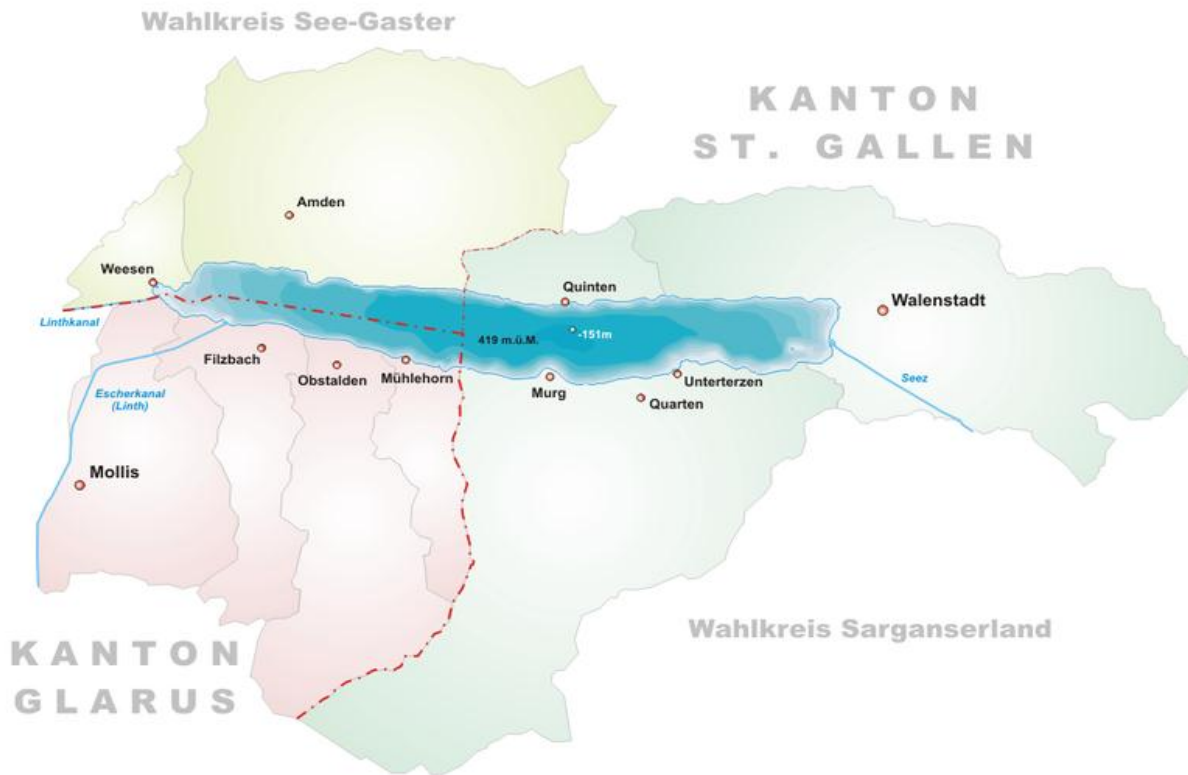 Wahlkreis See-Gaster
KANTON
ST. GALLEN
Amden
Weesen
Quinten
Walenstadt
Linthkanal
419 m.ü.M.
-151m
Filzbach
Obstalden
Mühlehorn
Murg
Unterterzen
Quarten
Seez
Escherkanal
(Linth)
Mollis
Wahlkreis Sarganserland
KANTON
GLARUS